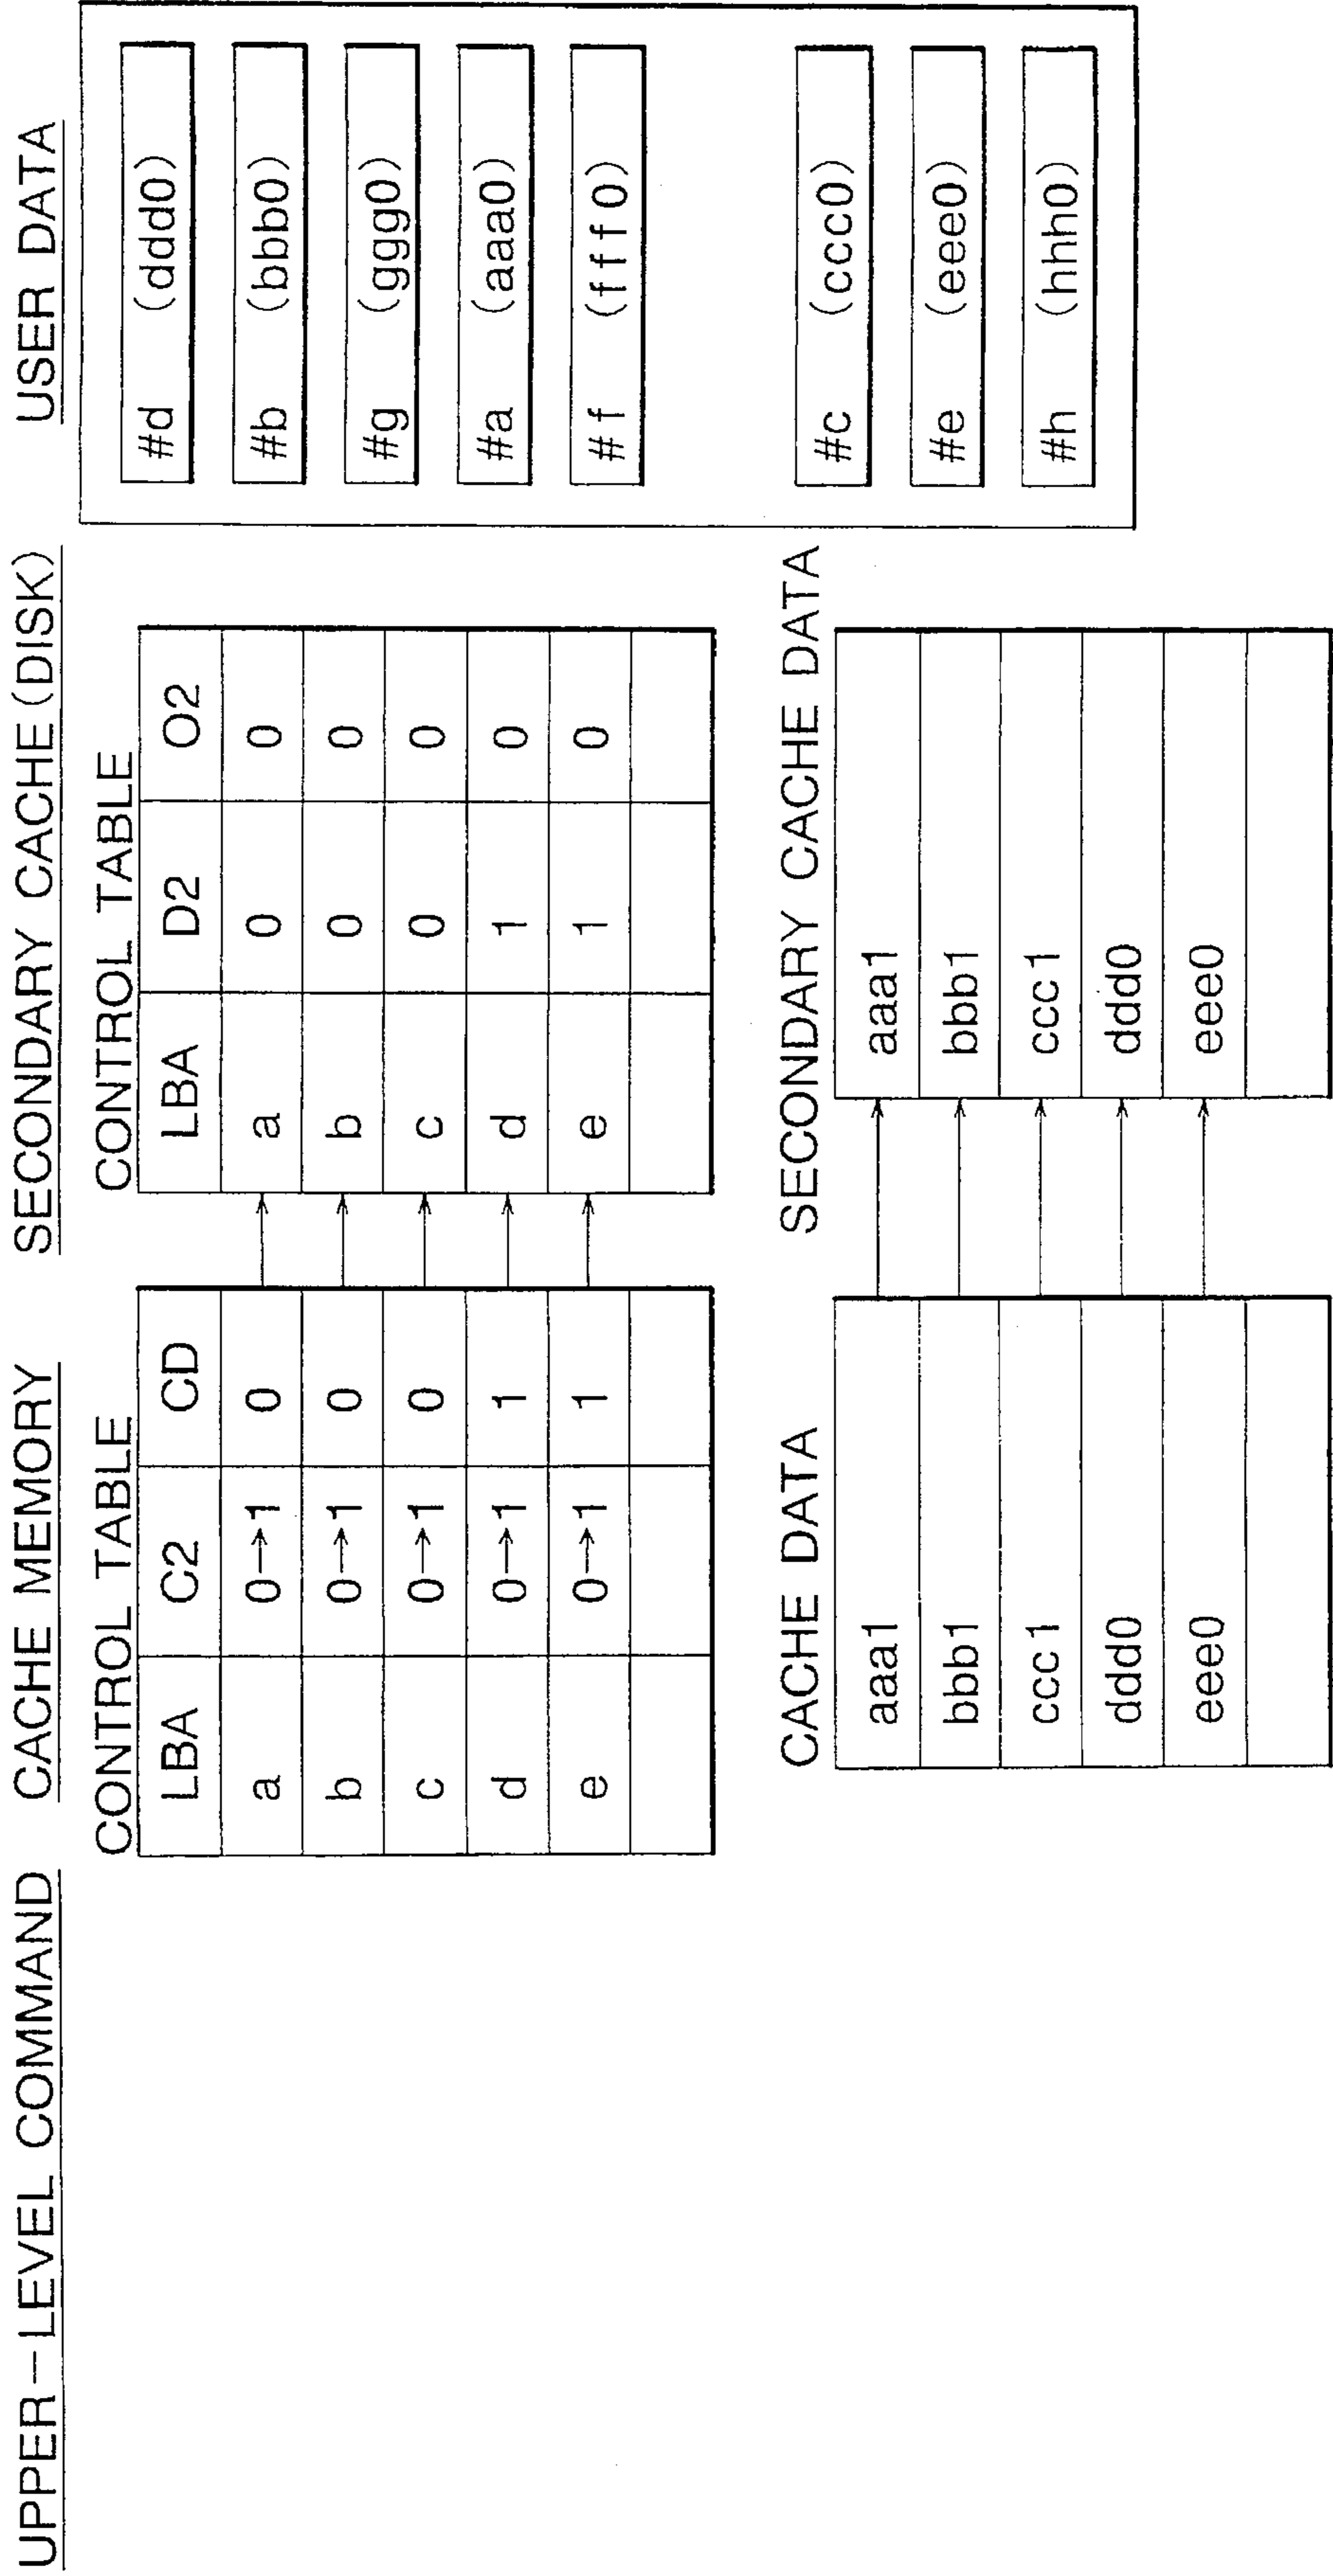 UPPER-LEVEL COMMAND CACHE MEMORY SECONDARY CACHE(DISK) USER DATA
CONTROL TABLE
LBA C2 CD
a 0→1 0
b 0→1 0
c 0→1 0
d 0→1 1
e 0→1 1
CONTROL TABLE
LBA D2 O2
a 0 0
b 0 0
c 0 0
d 1 0
e 1 0
#d (ddd0)
#b (bbb0)
#g (ggg0)
#a (aaa0)
#f (fff0)
#c (ccc0)
#e (eee0)
#h (hhh0)
CACHE DATA
aaa1
bbb1
ccc1
ddd0
eee0
SECONDARY CACHE DATA
aaa1
bbb1
ccc1
ddd0
eee0